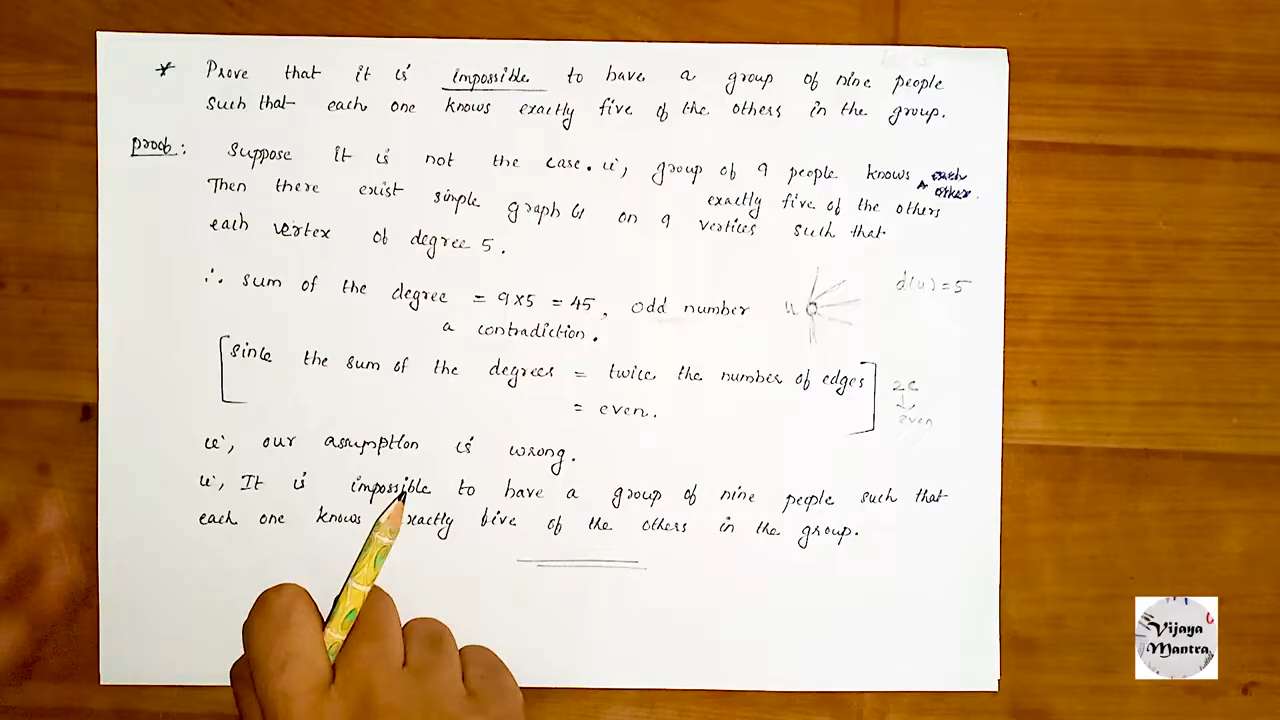 * Prove that it is impossible to have a group of nine people
such that each one knows exactly five of the others in the group.
proof: Suppose it is not the case. ie, group of 9 people knows each other
exactly five of the others
Then there exist simple graph G on 9 vertices such that
each vertex of degree 5.
∴ sum of the degree = 9×5 = 45, odd number
a contradiction.
u
d(u) = 5
[since the sum of the degrees = twice the number of edges
= even.]
2e
↓
even
ie, our assumption is wrong.
ie, It is impossible to have a group of nine people such that
each one knows exactly five of the others in the group.
Vijaya
Mantra